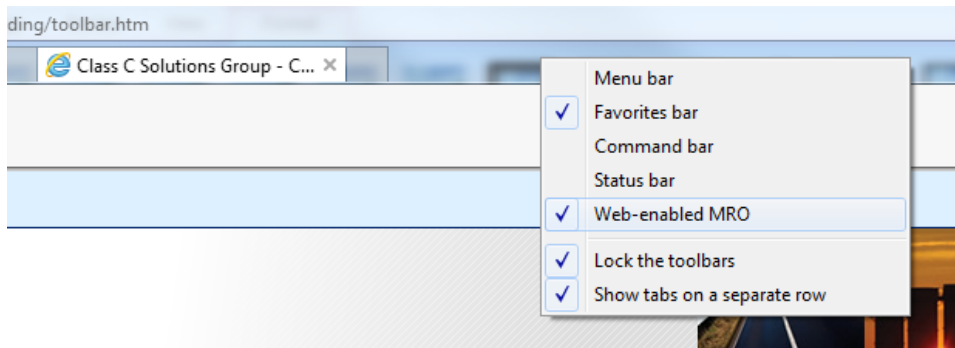 ding/toolbar.htm
Class C Solutions Group - C...
Menu bar
Favorites bar
Command bar
Status bar
Web-enabled MRO
Lock the toolbars
Show tabs on a separate row